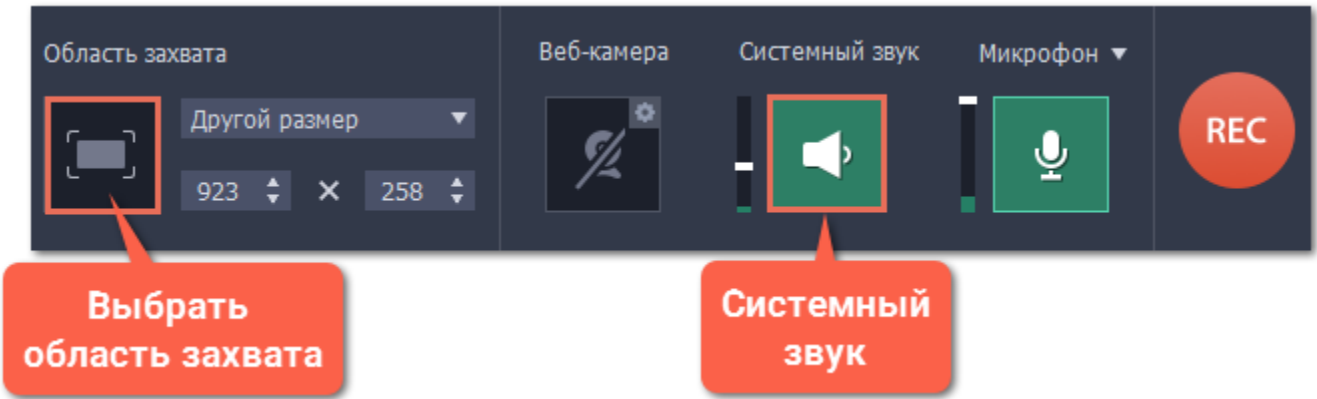 Область захвата
Веб-камера
Системный звук
Микрофон
Другой размер
923 × 258
REC
Выбрать
область захвата
Системный
звук